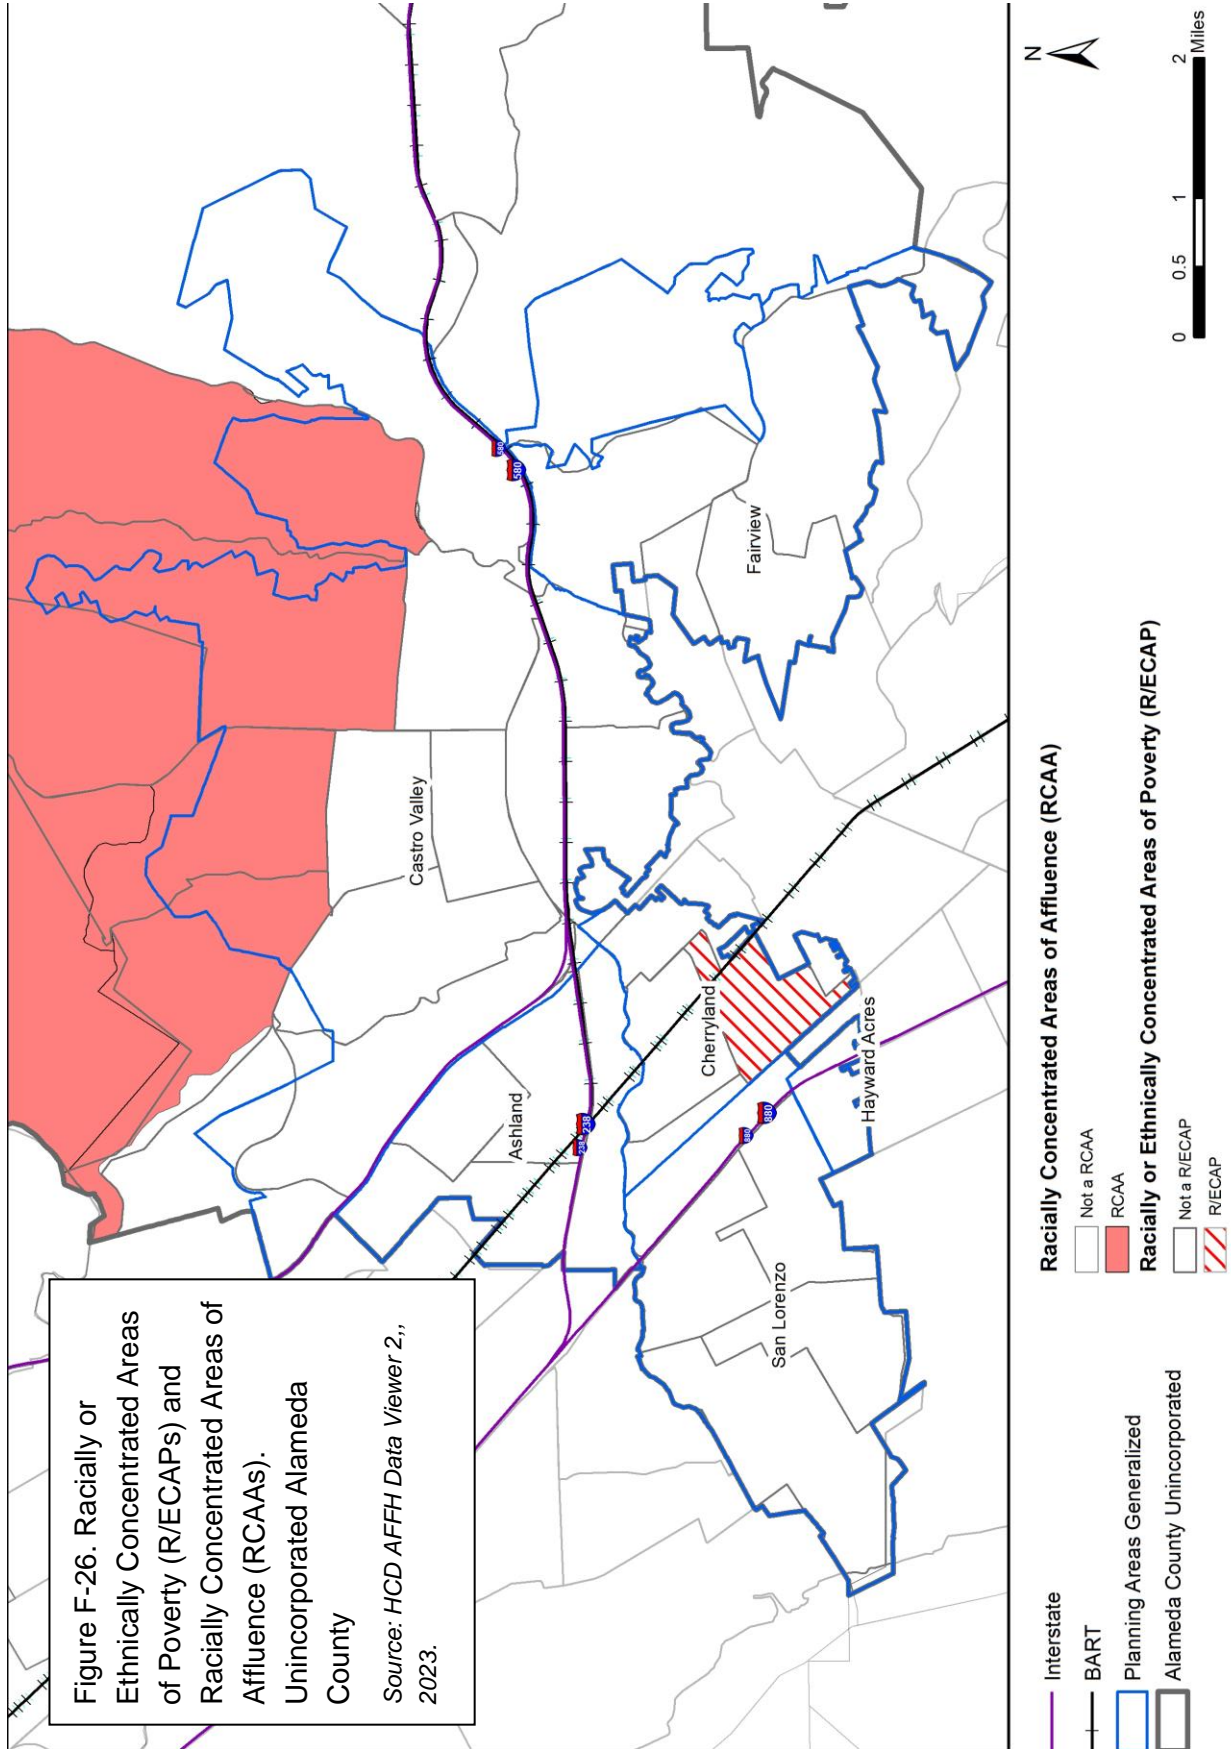 Figure F-26. Racially or
Ethnically Concentrated Areas
of Poverty (R/ECAPs) and
Racially Concentrated Areas of
Affluence (RCAAs).
Unincorporated Alameda
County
Source: HCD AFFH Data Viewer 2,,
2023.
Castro Valley
580
580
Fairview
Ashland
238
238
Cherryland
880
880
Hayward Acres
San Lorenzo
Interstate
BART
Planning Areas Generalized
Alameda County Unincorporated
Racially Concentrated Areas of Affluence (RCAA)
Not a RCAA
RCAA
Racially or Ethnically Concentrated Areas of Poverty (R/ECAP)
Not a R/ECAP
R/ECAP
N
0 0.5 1 2
Miles